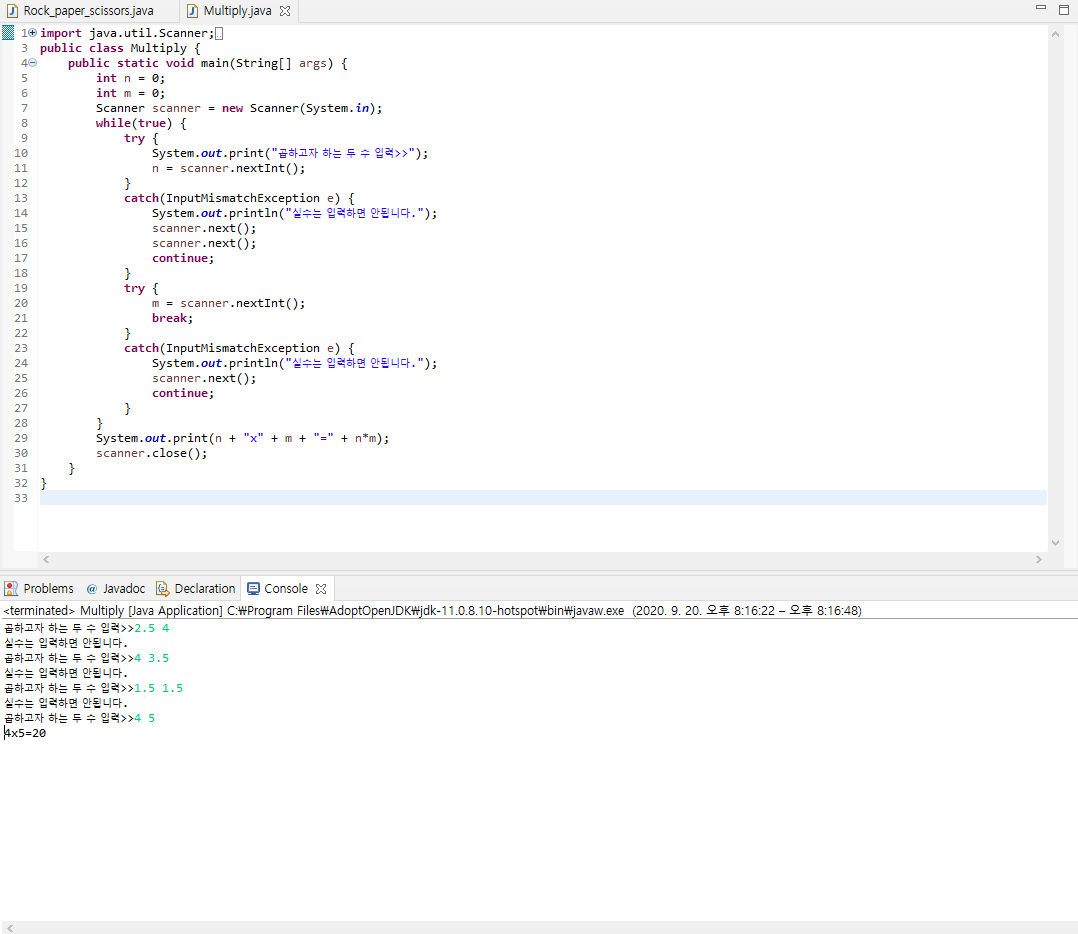 Rock_paper_scissors.java Multiply.java
1 import java.util.Scanner;
3 public class Multiply {
4 public static void main(String[] args) {
5 int n = 0;
6 int m = 0;
7 Scanner scanner = new Scanner(System.in);
8 while(true) {
9 try {
10 System.out.print("곱하고자 하는 두 수 입력>>");
11 n = scanner.nextInt();
12 }
13 catch(InputMismatchException e) {
14 System.out.println("실수는 입력하면 안됩니다.");
15 scanner.next();
16 scanner.next();
17 continue;
18 }
19 try {
20 m = scanner.nextInt();
21 break;
22 }
23 catch(InputMismatchException e) {
24 System.out.println("실수는 입력하면 안됩니다.");
25 scanner.next();
26 continue;
27 }
28 }
29 System.out.print(n + "x" + m + "=" + n*m);
30 scanner.close();
31 }
32 }
33
Problems @ Javadoc Declaration Console
<terminated> Multiply [Java Application] C:₩Program Files₩AdoptOpenJDK₩jdk-11.0.8.10-hotspot₩bin₩javaw.exe (2020. 9. 20. 오후 8:16:22 – 오후 8:16:48)
곱하고자 하는 두 수 입력>>2.5 4
실수는 입력하면 안됩니다.
곱하고자 하는 두 수 입력>>4 3.5
실수는 입력하면 안됩니다.
곱하고자 하는 두 수 입력>>1.5 1.5
실수는 입력하면 안됩니다.
곱하고자 하는 두 수 입력>>4 5
4x5=20